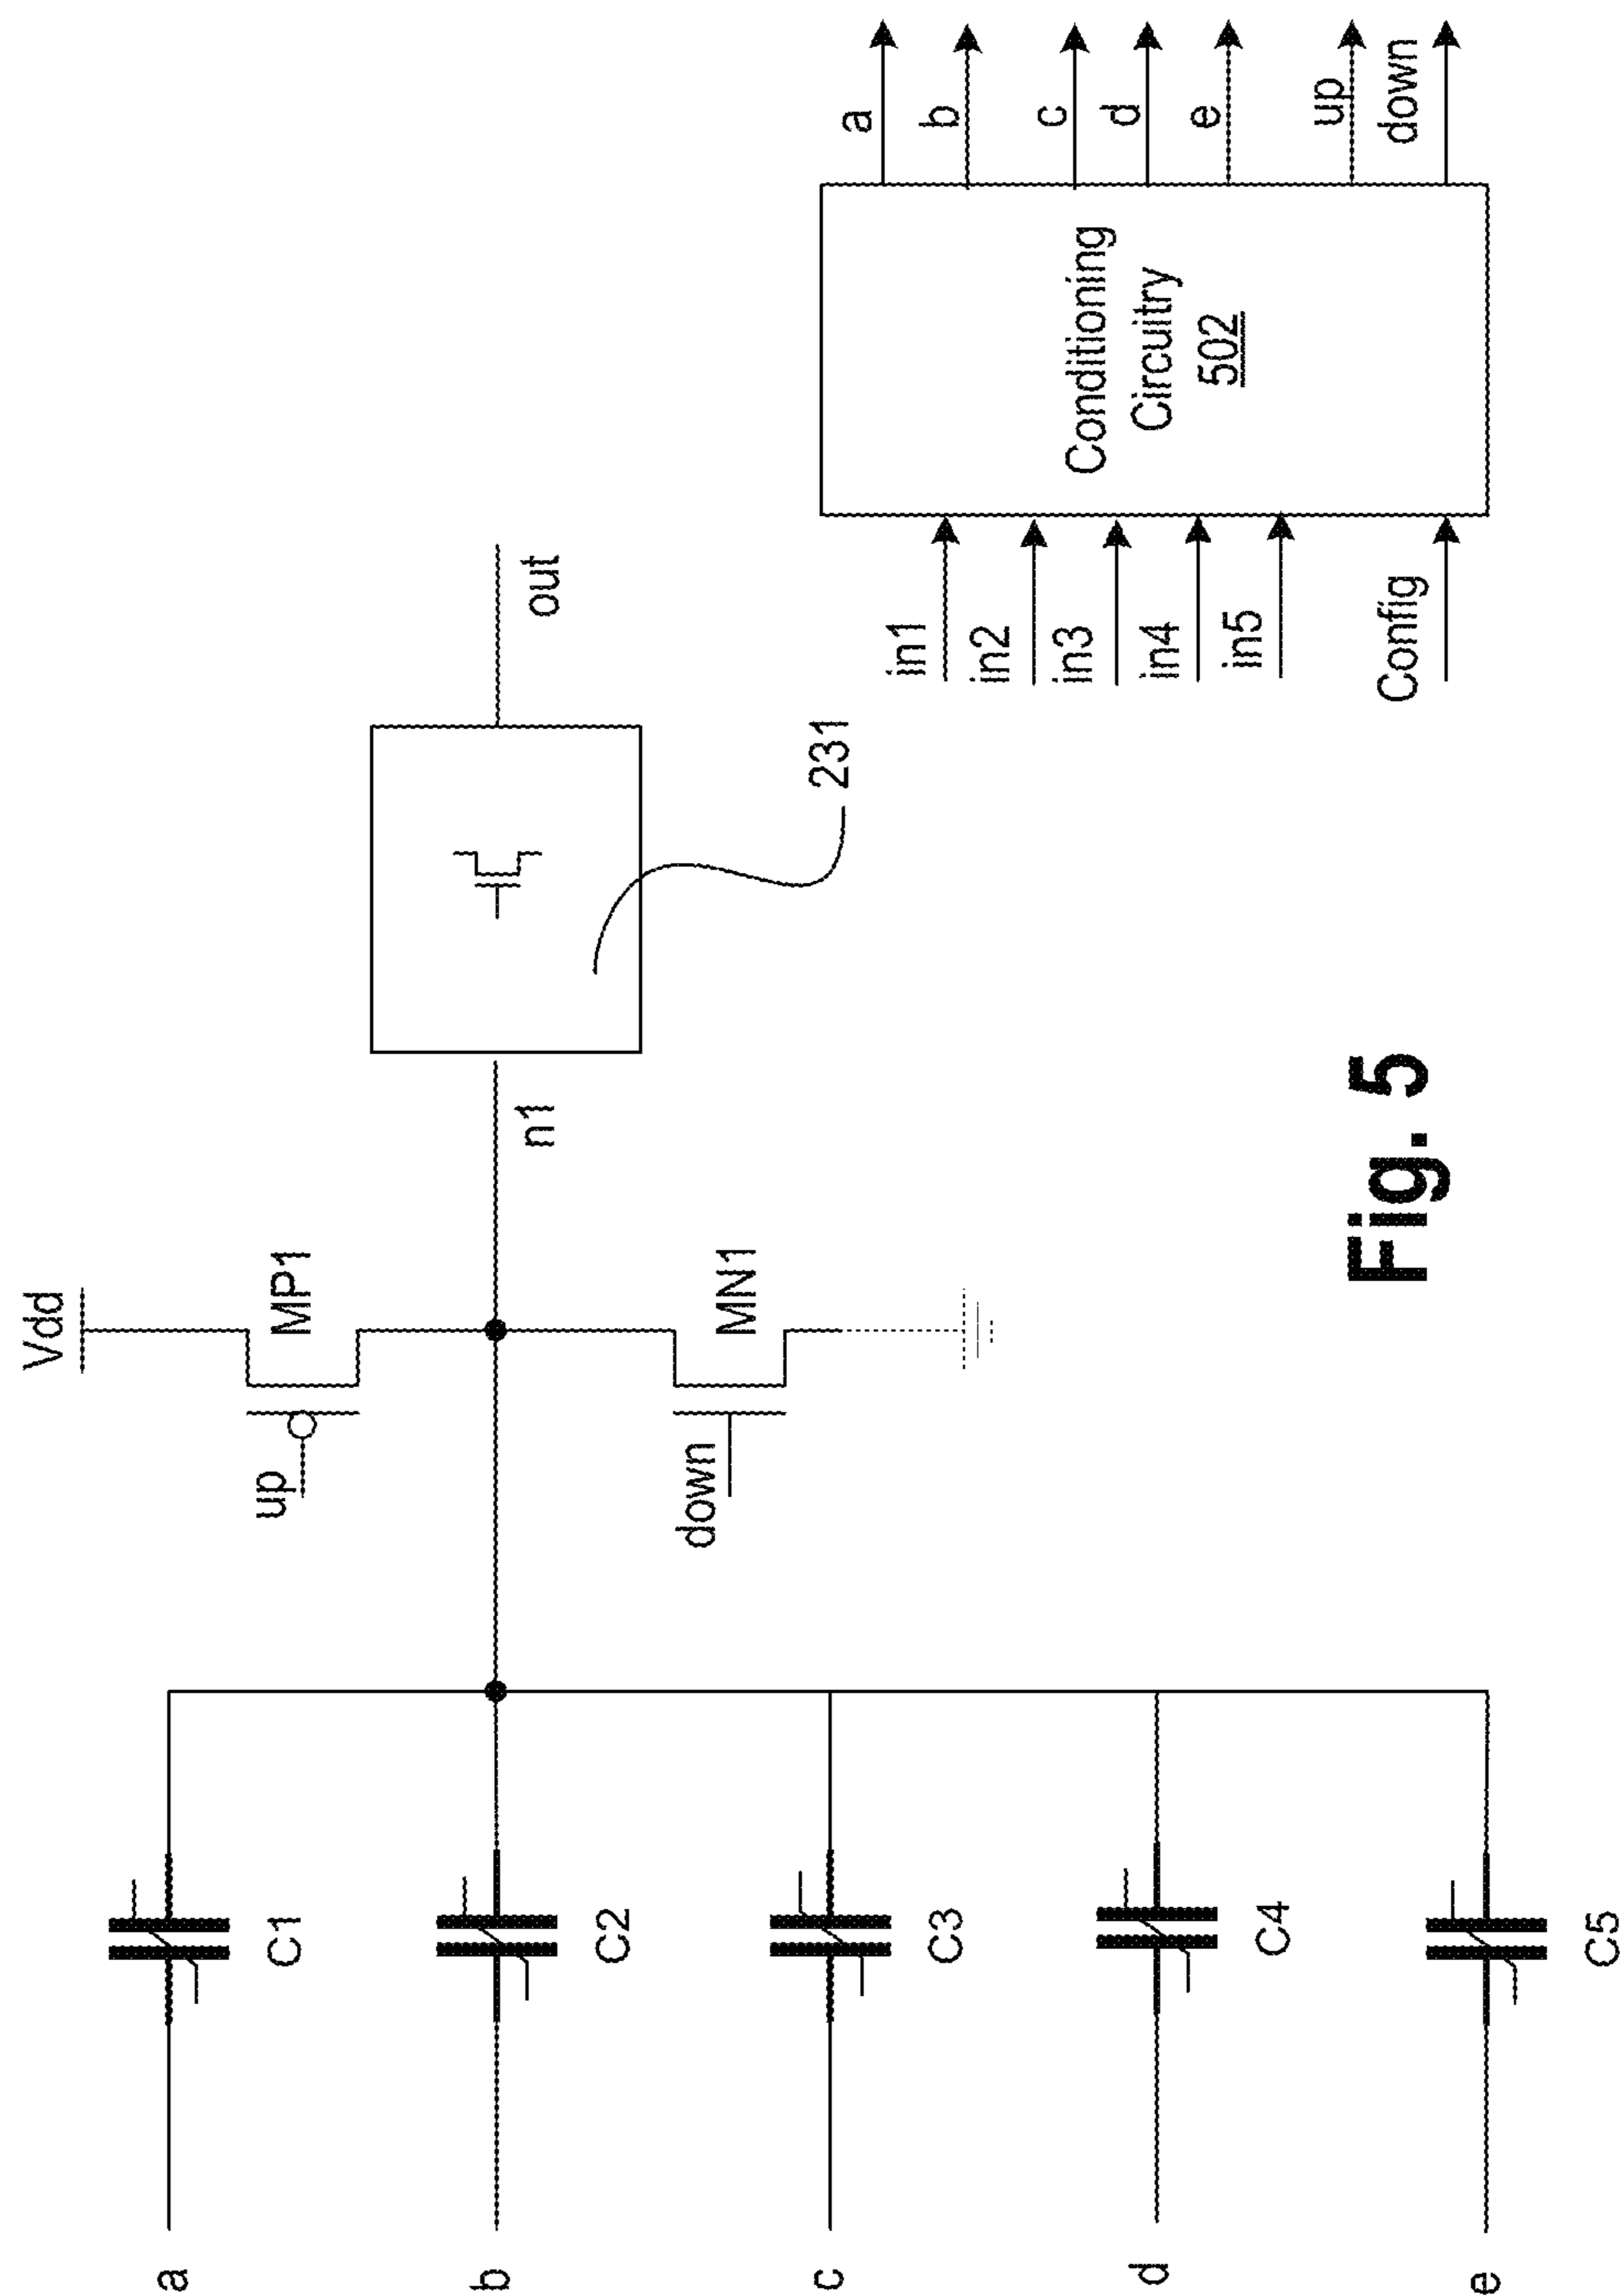 Vdd
up
MP1
a
C1
b
C2
n1
out
231
down
MN1
c
C3
d
C4
e
C5
in1
in2
in3
in4
in5
Config
Conditioning
Circuitry
502
a
b
c
d
e
up
down
Fig. 5